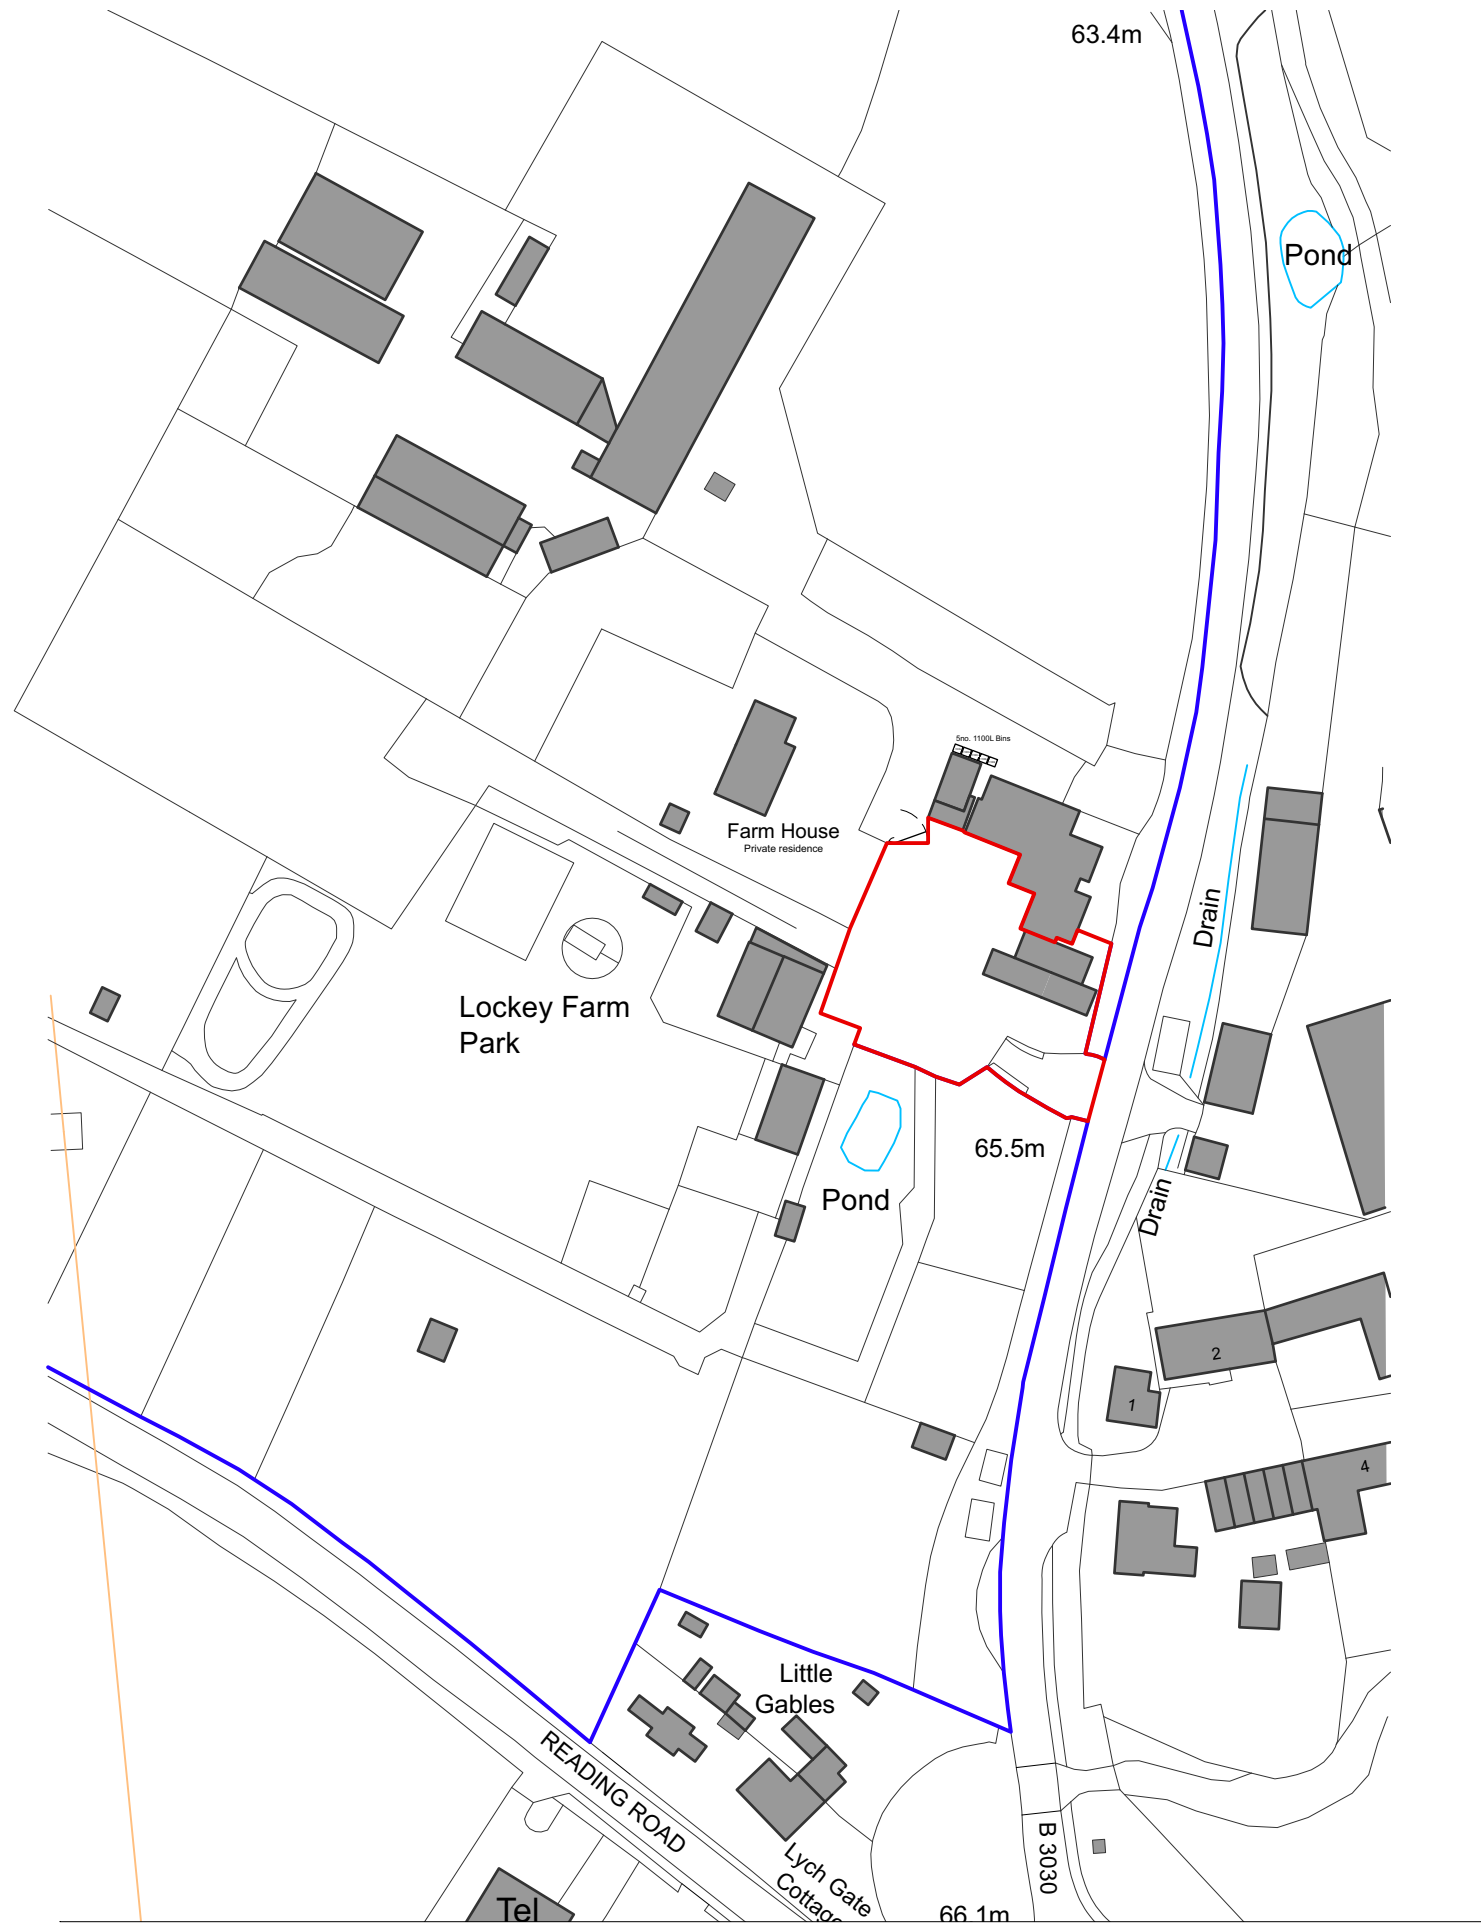 63.4m
Pond
5no. 1100L Bins
Farm House
Private residence
Drain
Lockey Farm
Park
65.5m
Pond
Drain
2
1
4
Little
Gables
READING ROAD
Lych Gate
Cottage
B 3030
Tel
66.1m